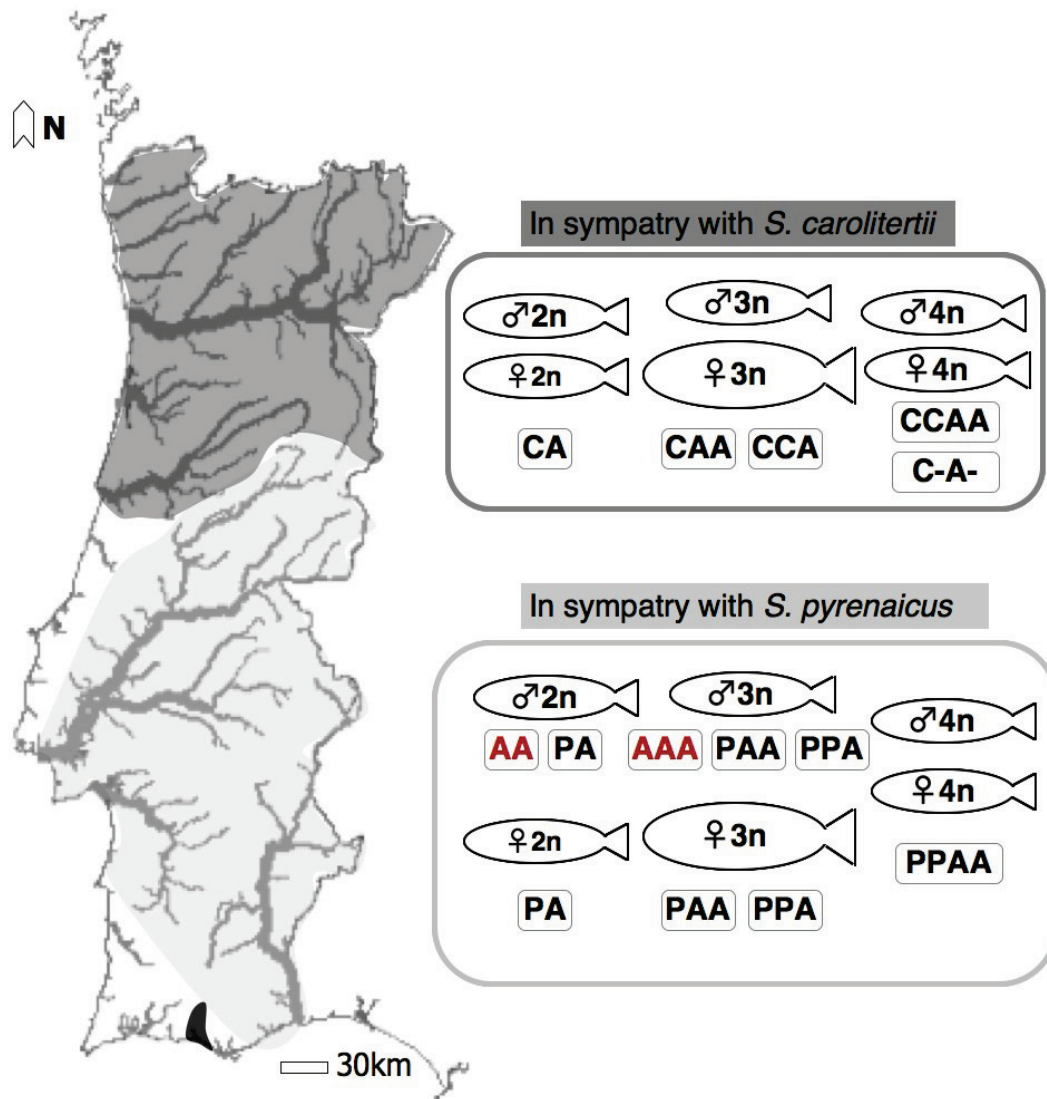 N
In sympatry with S. carolitertii
♂2n ♂3n ♂4n
♀2n ♀3n ♀4n
CA CAA CCA CCAA
C-A-
In sympatry with S. pyrenaicus
♂2n ♂3n ♂4n
AA PA AAA PAA PPA
♀2n ♀3n ♀4n
PA PAA PPA PPAA
30km